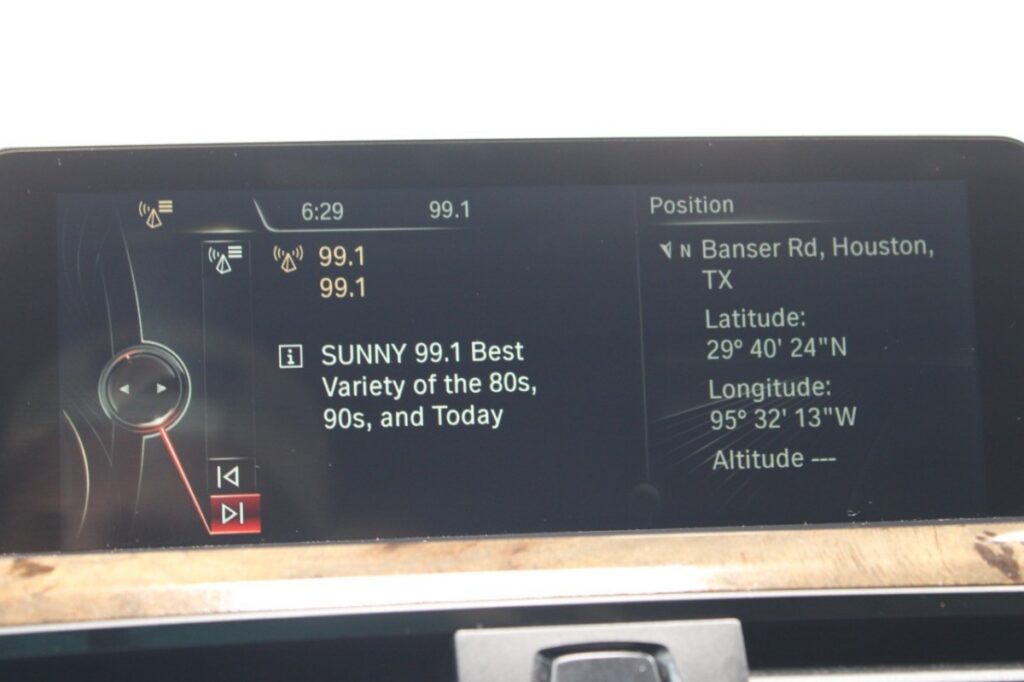 6:29 99.1
99.1
99.1
SUNNY 99.1 Best
Variety of the 80s,
90s, and Today
Position
N Banser Rd, Houston,
TX
Latitude:
29° 40' 24"N
Longitude:
95° 32' 13"W
Altitude ---